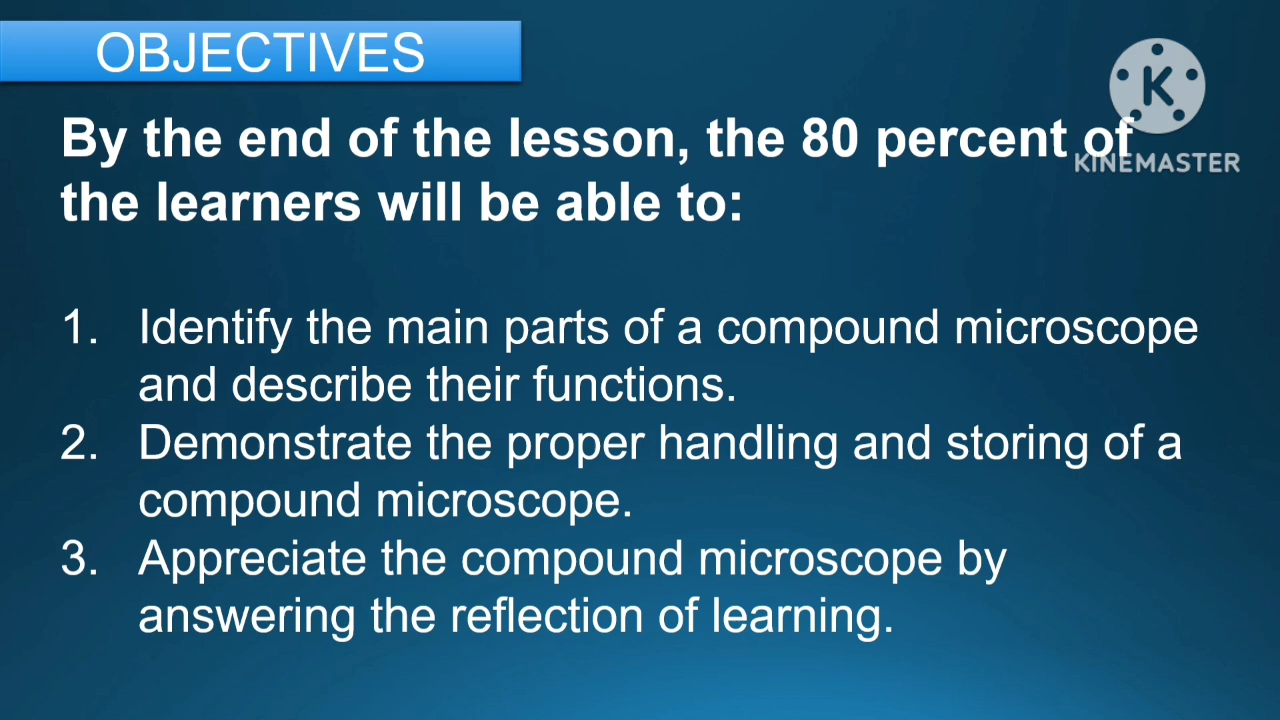 OBJECTIVES
K
KINEMASTER
By the end of the lesson, the 80 percent of
the learners will be able to:
1. Identify the main parts of a compound microscope
and describe their functions.
2. Demonstrate the proper handling and storing of a
compound microscope.
3. Appreciate the compound microscope by
answering the reflection of learning.